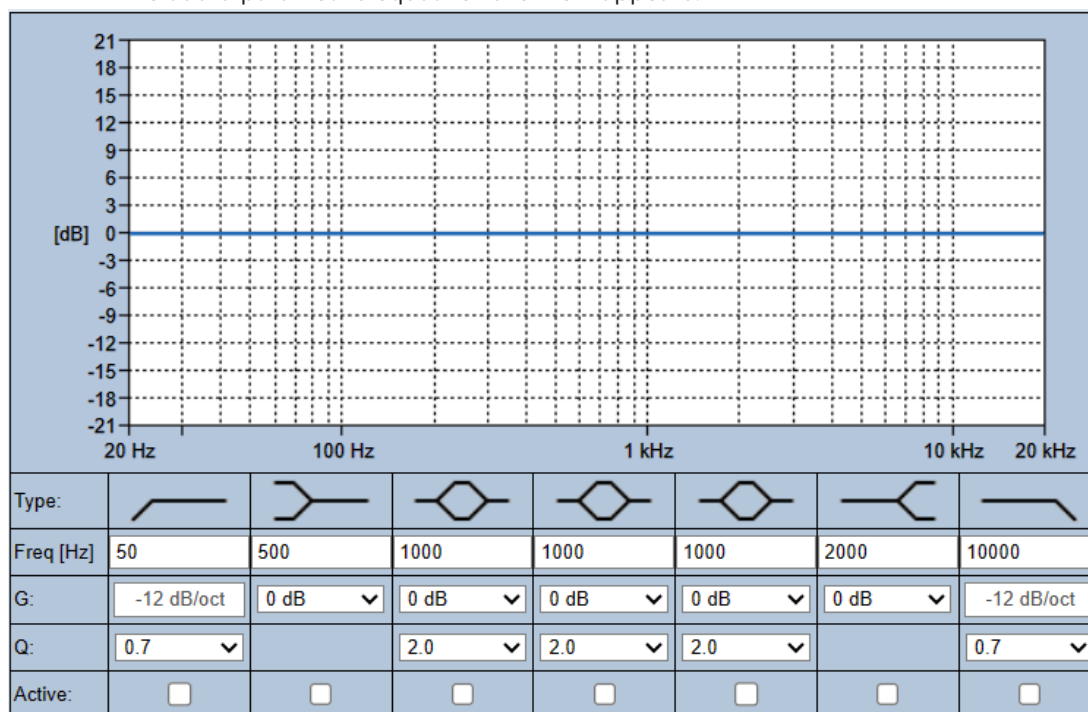 21
18
15
12
9
6
3
[dB] 0
-3
-6
-9
-12
-15
-18
-21
20 Hz 100 Hz 1 kHz 10 kHz 20 kHz
Type:
Freq [Hz] 50 500 1000 1000 1000 2000 10000
G: -12 dB/oct 0 dB 0 dB 0 dB 0 dB 0 dB -12 dB/oct
Q: 0.7 2.0 2.0 2.0 0.7
Active: